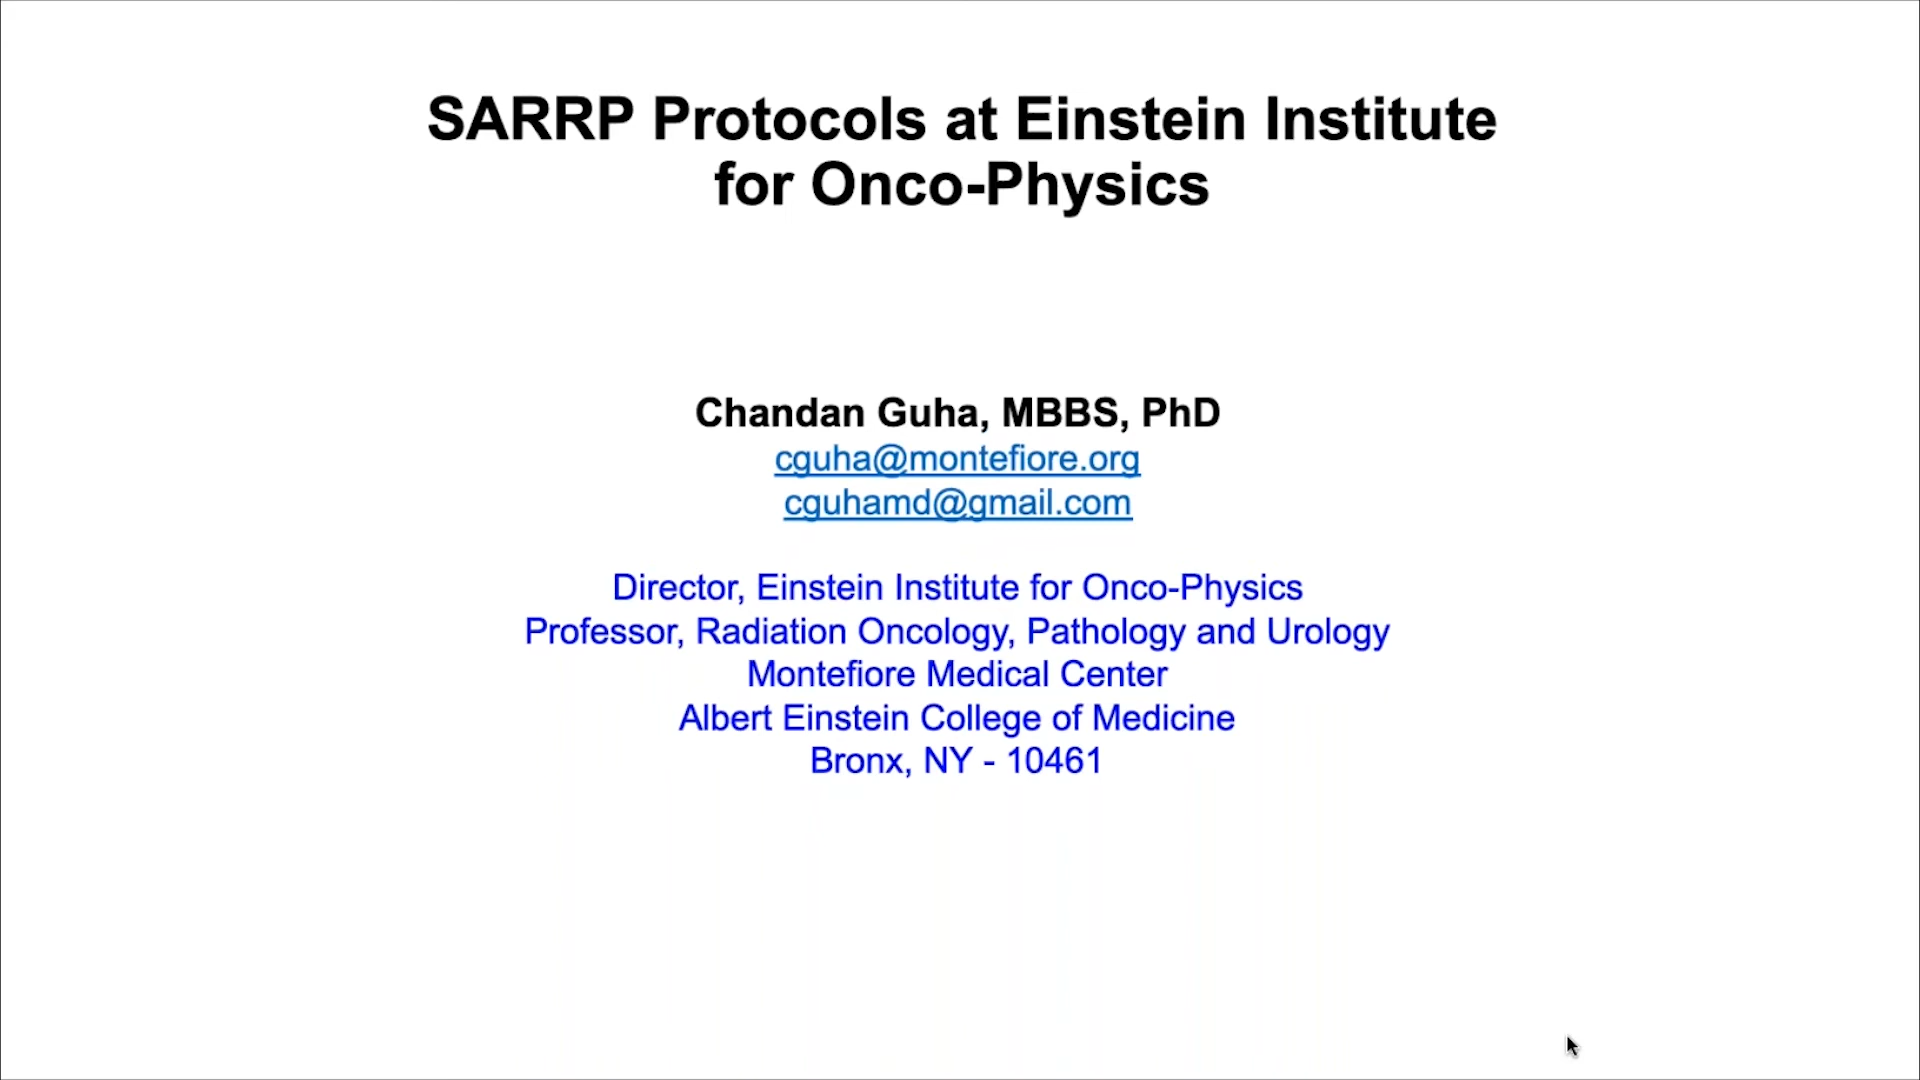 SARRP Protocols at Einstein Institute
for Onco-Physics
Chandan Guha, MBBS, PhD
cguha@montefiore.org
cguhamd@gmail.com
Director, Einstein Institute for Onco-Physics
Professor, Radiation Oncology, Pathology and Urology
Montefiore Medical Center
Albert Einstein College of Medicine
Bronx, NY - 10461